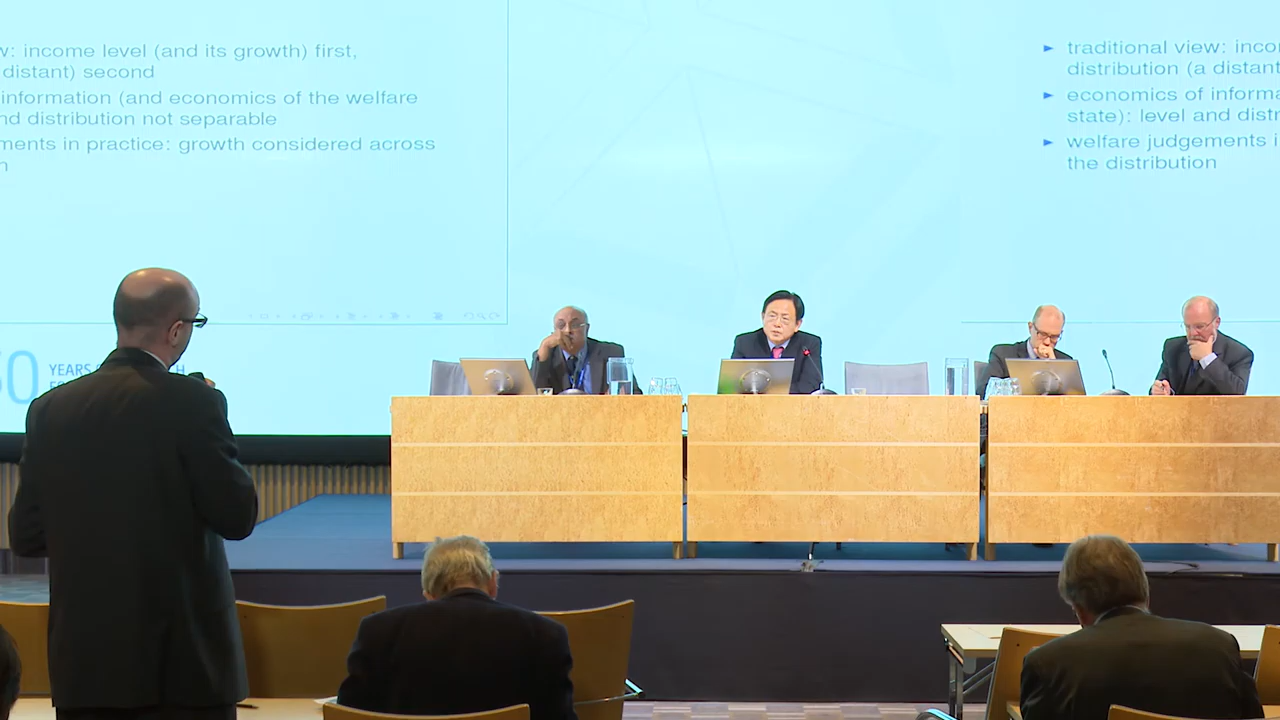 w: income level (and its growth) first,
distant) second
information (and economics of the welfare
nd distribution not separable
ments in practice: growth considered across
n
traditional view: inco
distribution (a distant
economics of informa
state): level and distr
welfare judgements i
the distribution
YEARS
H
FO